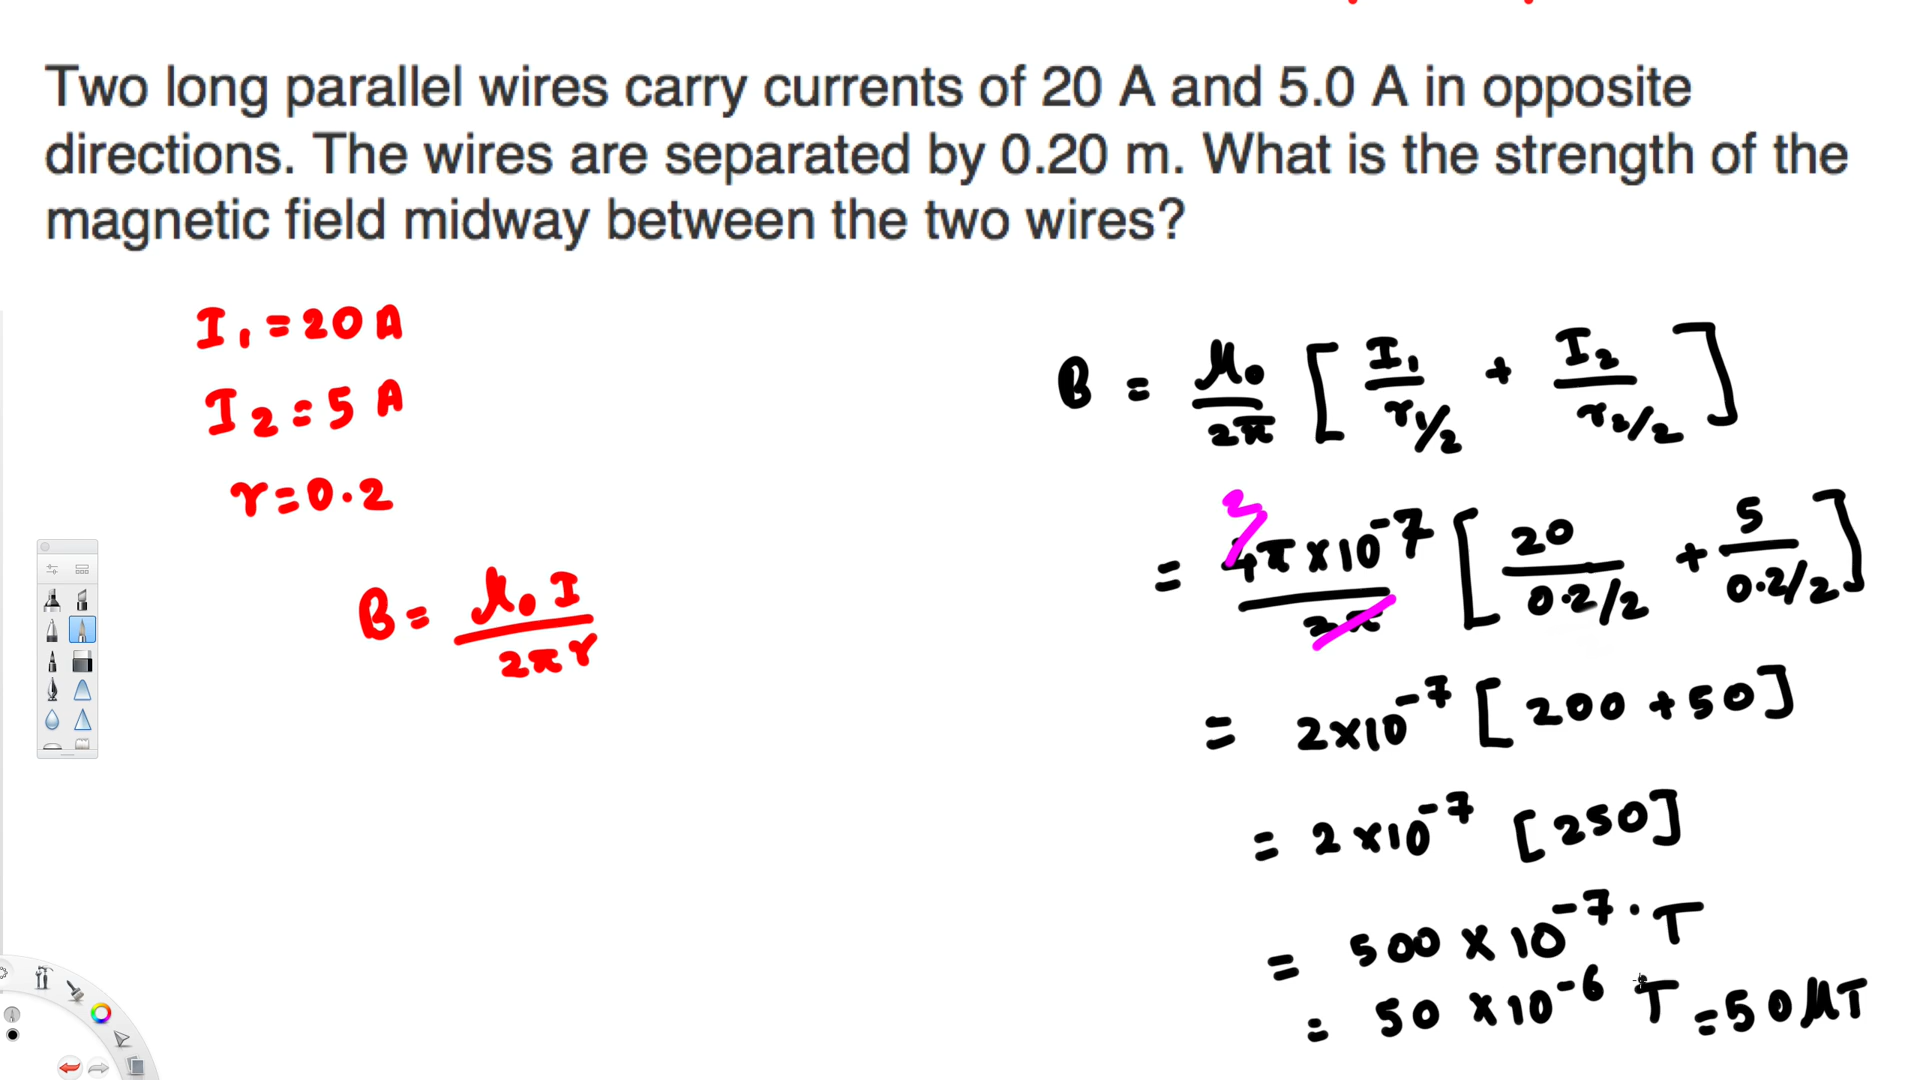 Two long parallel wires carry currents of 20 A and 5.0 A in opposite
directions. The wires are separated by 0.20 m. What is the strength of the
magnetic field midway between the two wires?
I₁ = 20 A
I₂ = 5 A
r = 0.2
B = μ₀ I / 2π r
B = μ₀ / 2π [ I₁ / r₁/2 + I₂ / r₂/2 ]
= 2 4π × 10⁻⁷ / 2π [ 20 / 0.2/2 + 5 / 0.2/2 ]
= 2×10⁻⁷ [ 200 + 50 ]
= 2 × 10⁻⁷ [ 250 ]
= 500 × 10⁻⁷ · T
= 50 × 10⁻⁶ T = 50 μT